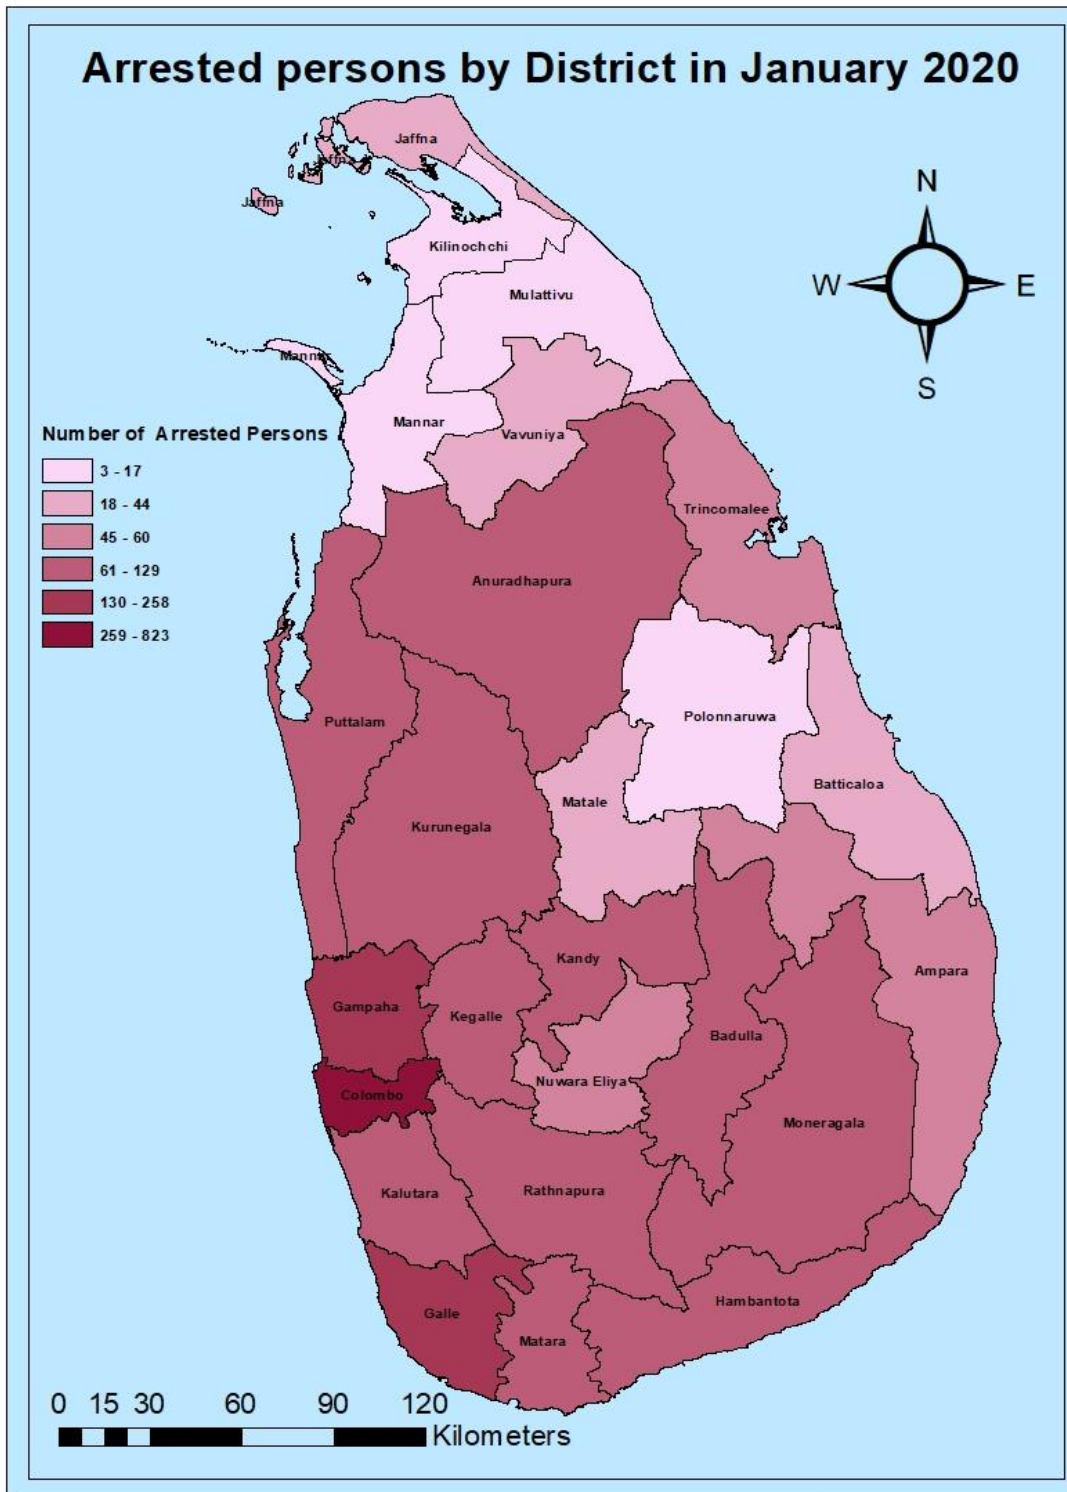 Arrested persons by District in January 2020
Jaffna
Jaffna
Jaffna
N
Kilinochchi
W
E
Mulattivu
S
Mannar
Mannar
Vavuniya
Number of Arrested Persons
3 - 17
18 - 44
45 - 60
61 - 129
130 - 258
259 - 823
Trincomalee
Anuradhapura
Puttalam
Polonnaruwa
Batticaloa
Matale
Kurunegala
Kandy
Ampara
Gampaha
Kegalle
Badulla
Nuwara Eliya
Colombo
Moneragala
Kalutara
Rathnapura
Hambantota
Galle
Matara
0 15 30 60 90 120
Kilometers